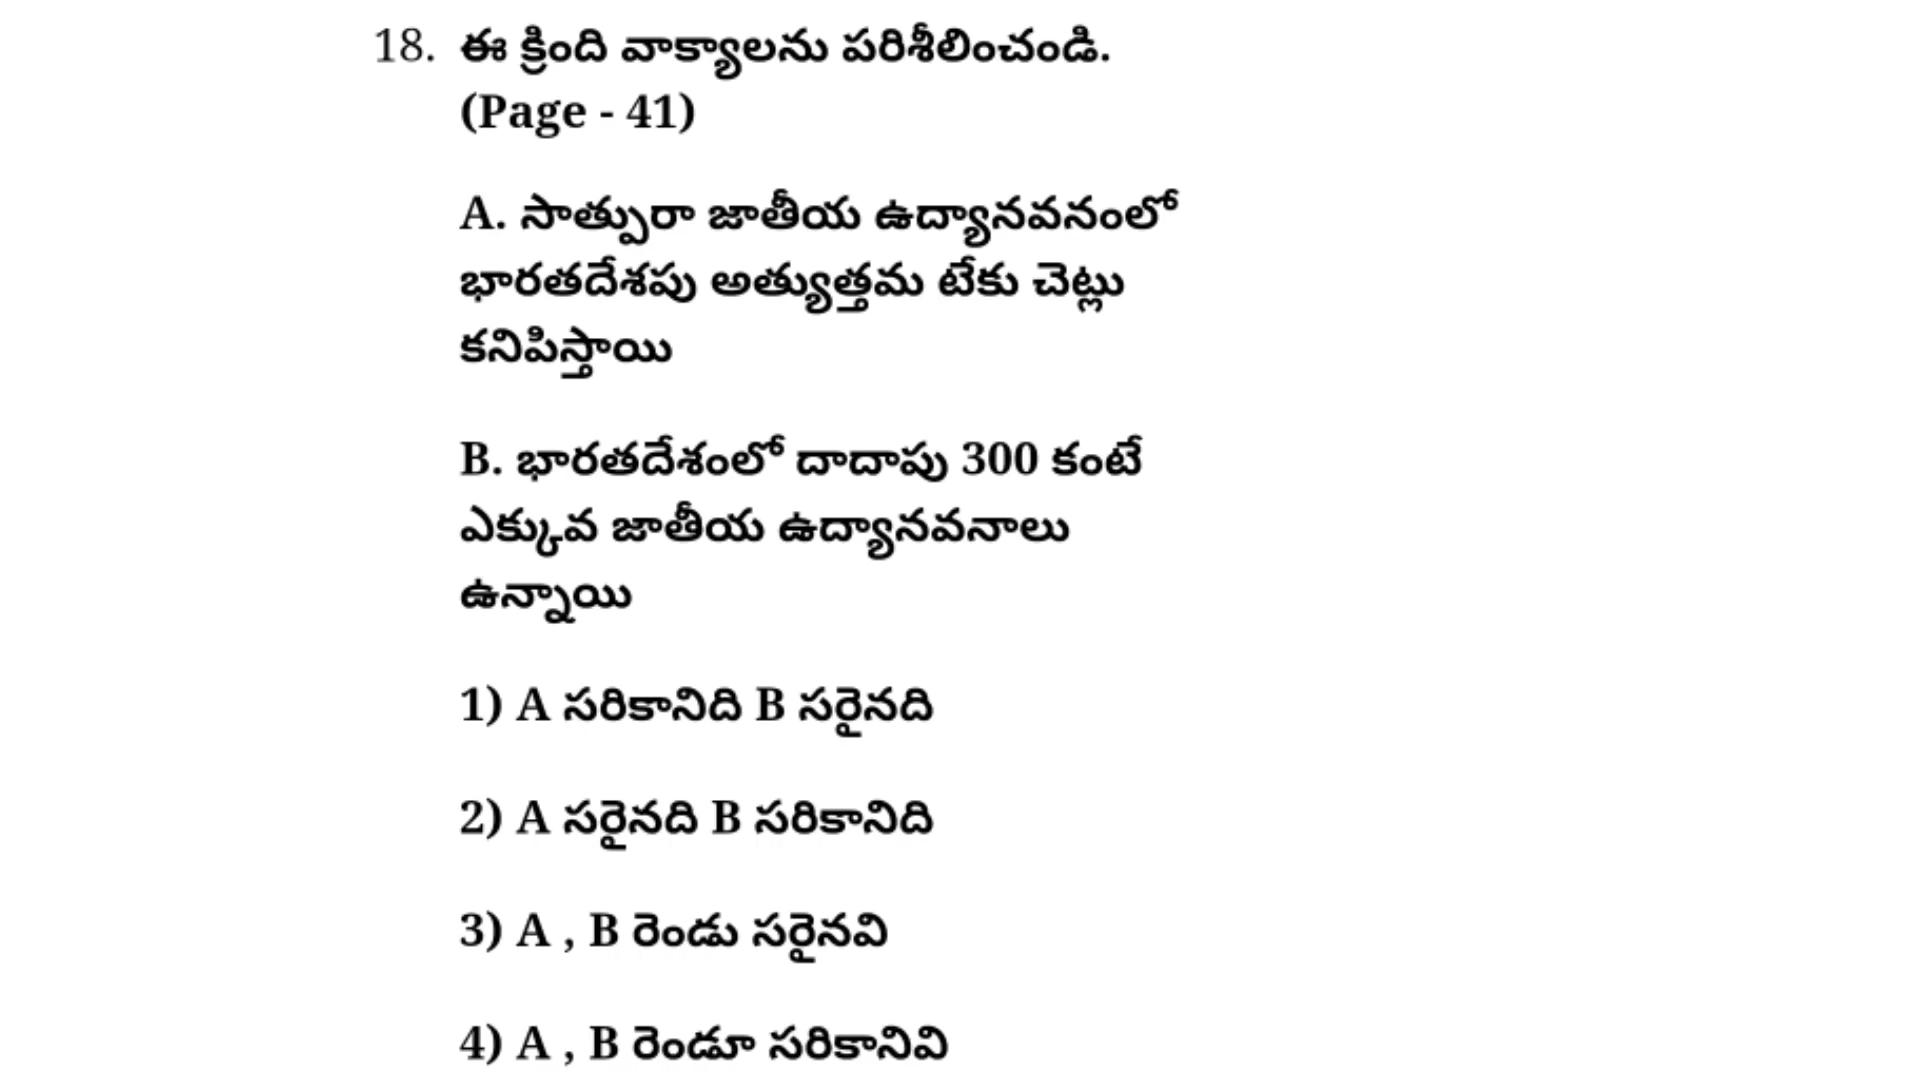 18. ఈ క్రింది వాక్యాలను పరిశీలించండి.
(Page - 41)
A. సాత్పురా జాతీయ ఉద్యానవనంలో
భారతదేశపు అత్యుత్తమ టేకు చెట్లు
కనిపిస్తాయి
B. భారతదేశంలో దాదాపు 300 కంటే
ఎక్కువ జాతీయ ఉద్యానవనాలు
ఉన్నాయి
1) A సరికానిది B సరైనది
2) A సరైనది B సరికానిది
3) A , B రెండు సరైనవి
4) A , B రెండూ సరికానివి